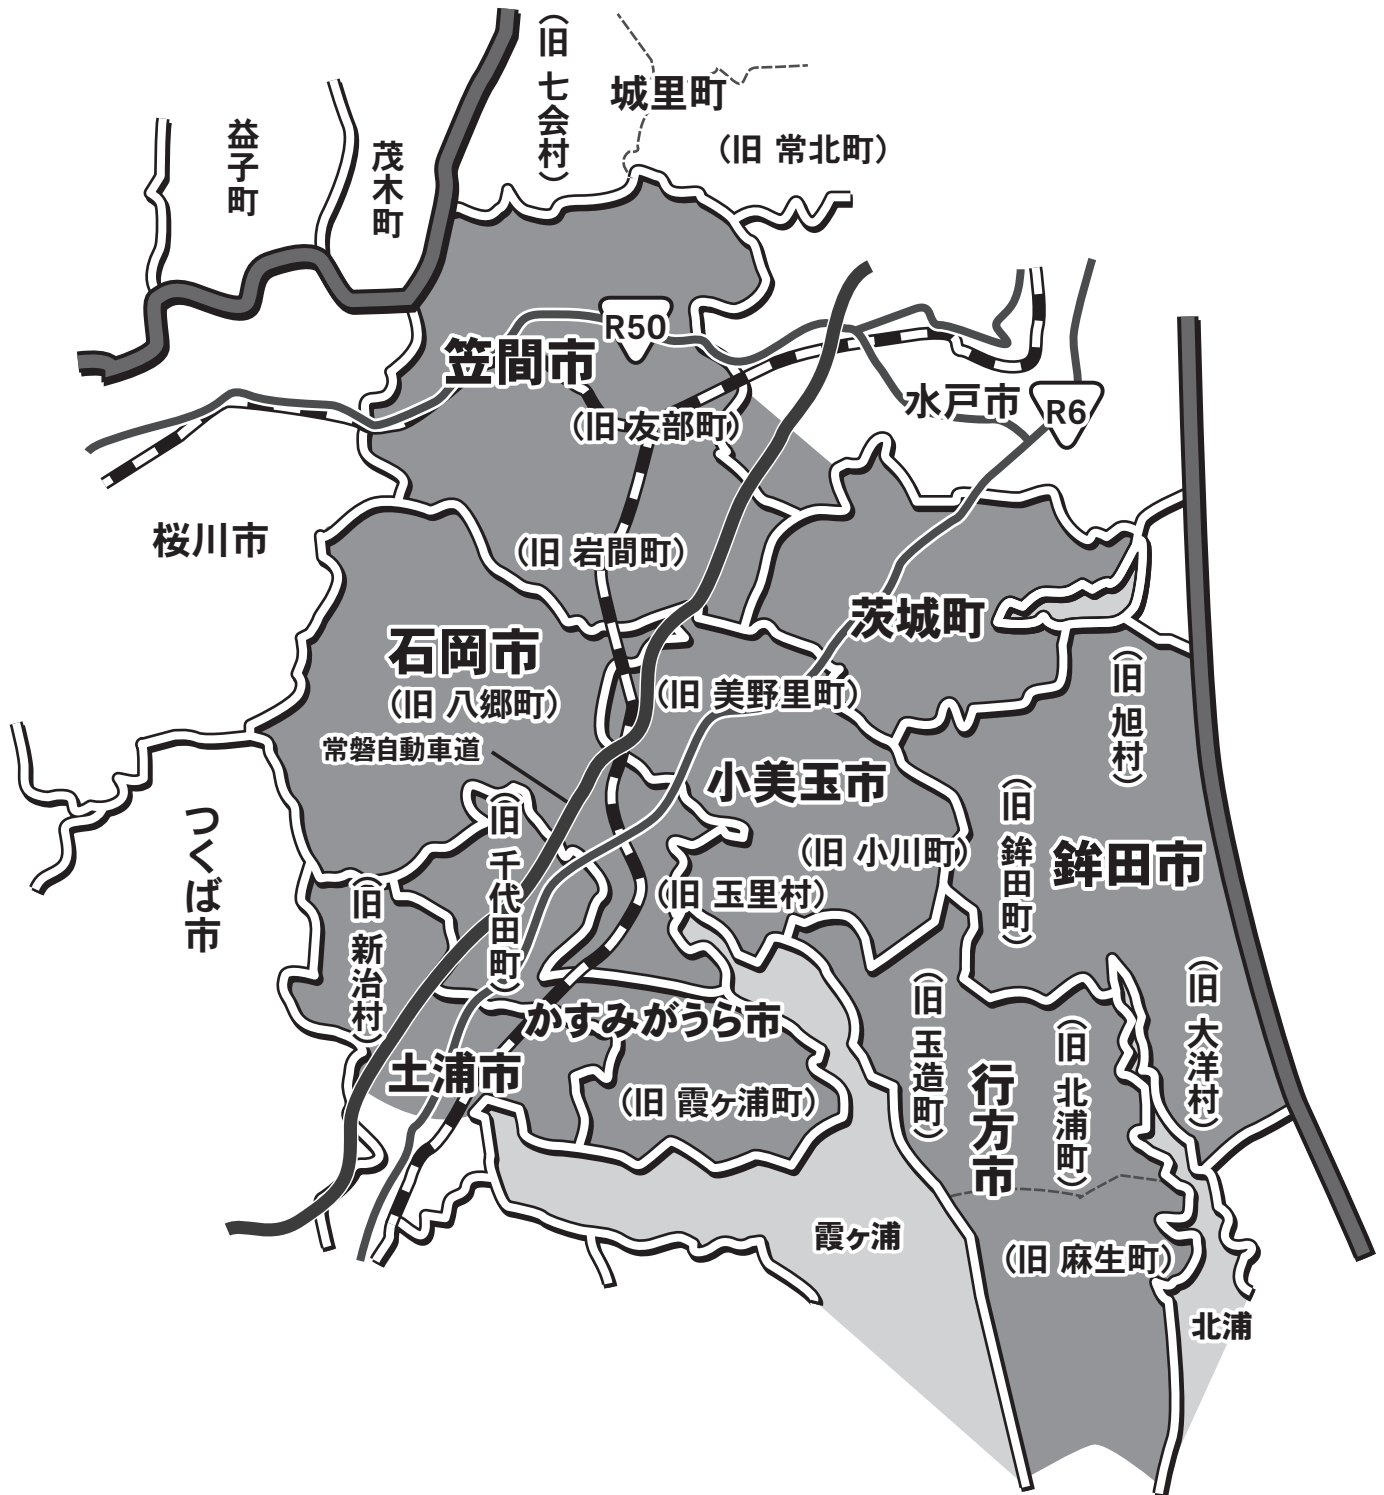 （旧 七会村）
城里町
（旧 常北町）
益子町
茂木町
R50
笠間市
（旧 友部町）
水戸市
R6
桜川市
（旧 岩間町）
茨城町
石岡市
（旧 八郷町）
（旧 美野里町）
（旧 旭村）
常磐自動車道
小美玉市
つくば市
（旧 千代田町）
（旧 小川町）
（旧 鉾田町）
鉾田市
（旧 玉里村）
（旧 新治村）
（旧 玉造町）
（旧 大洋村）
かすみがうら市
（旧 北浦町）
土浦市
（旧 霞ヶ浦町）
行方市
霞ヶ浦
（旧 麻生町）
北浦